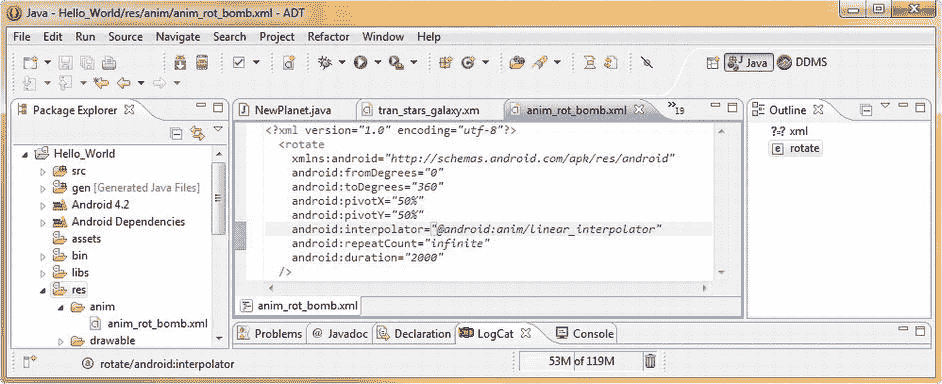 Java - Hello_World/res/anim/anim_rot_bomb.xml - ADT
File Edit Run Source Navigate Search Project Refactor Window Help
Java DDMS
Package Explorer
Hello_World
src
gen [Generated Java Files]
Android 4.2
Android Dependencies
assets
bin
libs
res
anim
anim_rot_bomb.xml
drawable
NewPlanet.java tran_stars_galaxy.xm anim_rot_bomb.xml »19
<?xml version="1.0" encoding="utf-8"?>
<rotate
xmlns:android="http://schemas.android.com/apk/res/android"
android:fromDegrees="0"
android:toDegrees="360"
android:pivotX="50%"
android:pivotY="50%"
android:interpolator="@android:anim/linear_interpolator"
android:repeatCount="infinite"
android:duration="2000"
/>
anim_rot_bomb.xml
Outline
?-? xml
e rotate
Problems @ Javadoc Declaration LogCat Console
rotate/android:interpolator
53M of 119M